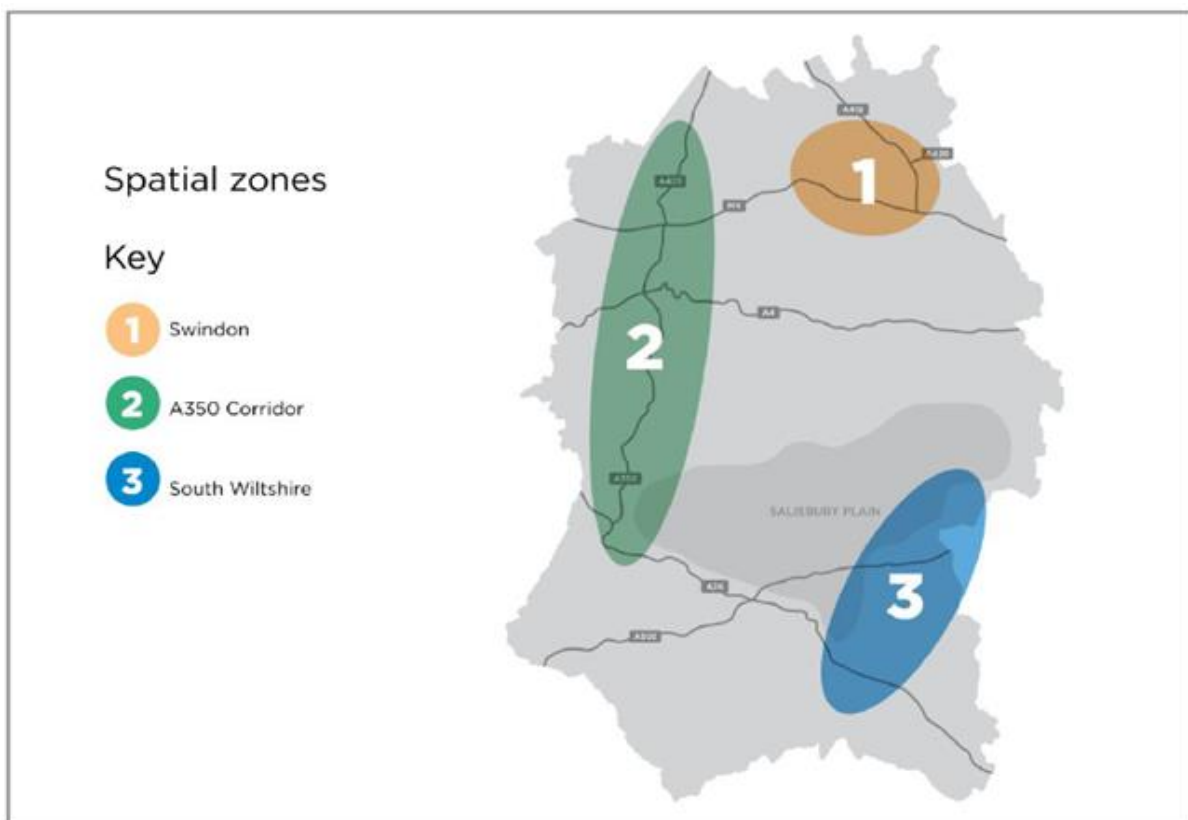 Spatial zones
Key
1 Swindon
2 A350 Corridor
3 South Wiltshire
1
2
3
A419
M4
A4
A350
SALISBURY PLAIN
A36